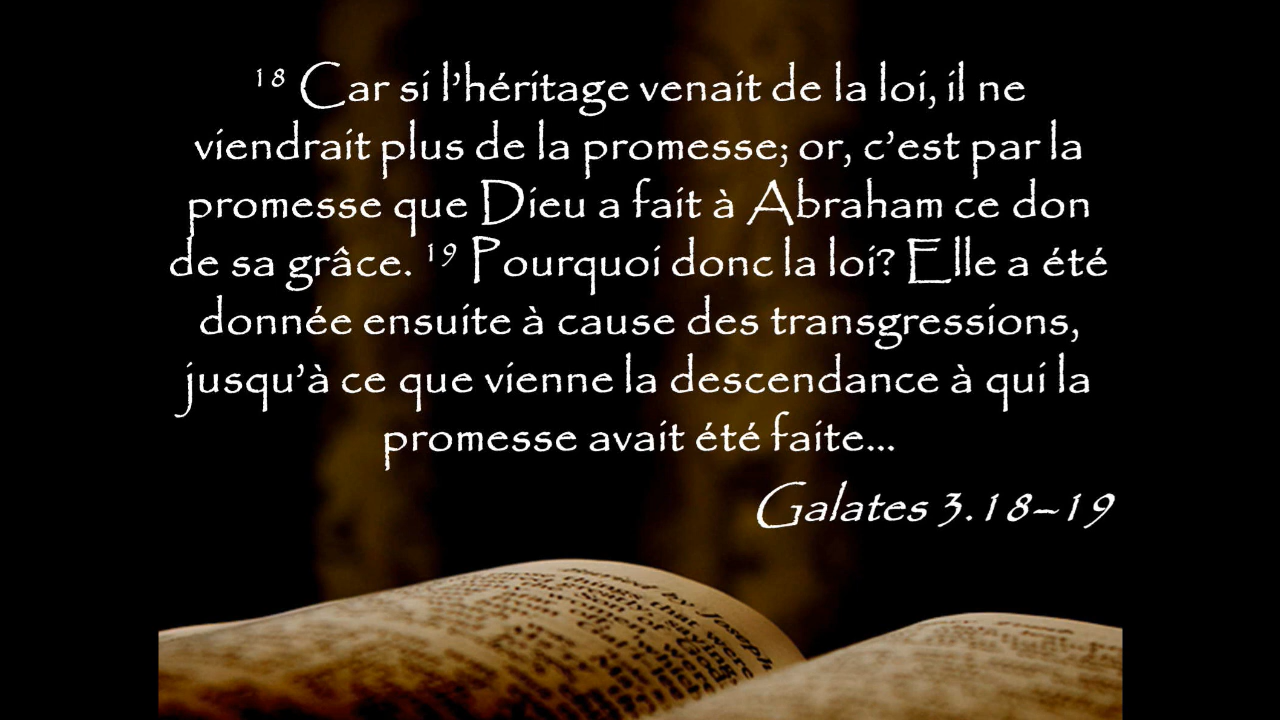 ¹⁸ Car si l’héritage venait de la loi, il ne
viendrait plus de la promesse; or, c’est par la
promesse que Dieu a fait à Abraham ce don
de sa grâce. ¹⁹ Pourquoi donc la loi? Elle a été
donnée ensuite à cause des transgressions,
jusqu’à ce que vienne la descendance à qui la
promesse avait été faite…
Galates 3.18–19